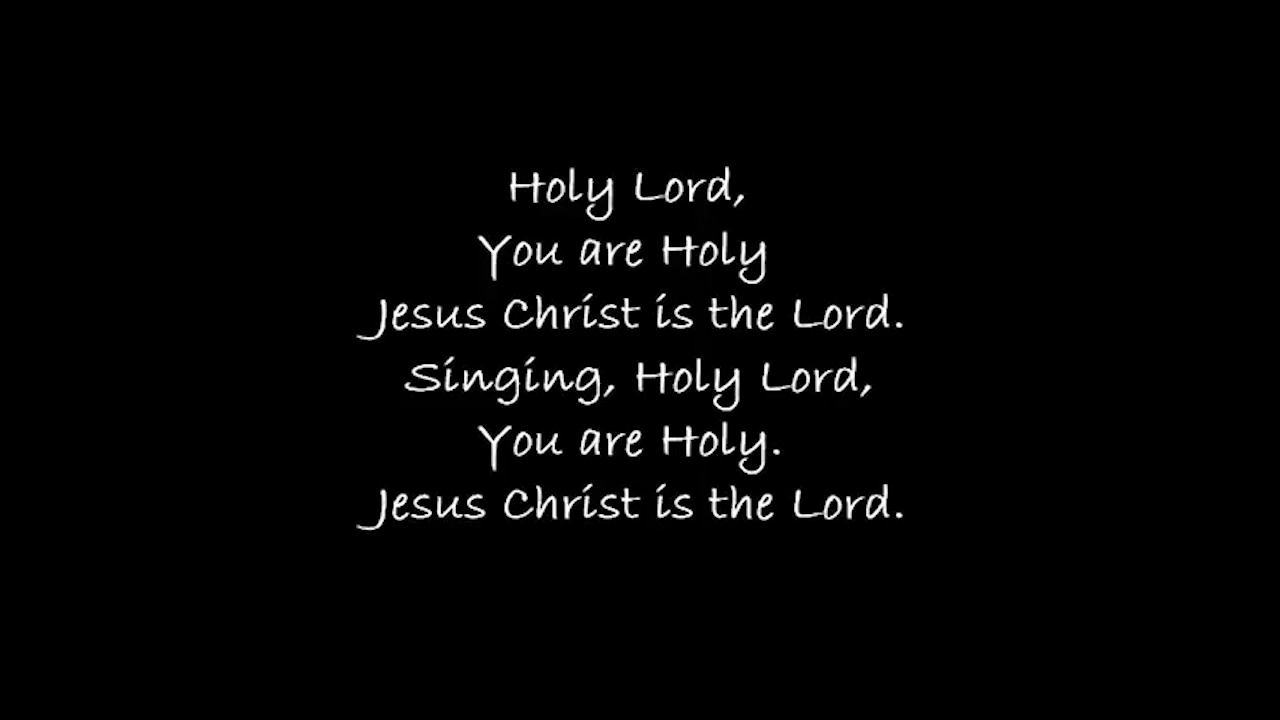 Holy Lord,
You are Holy
Jesus Christ is the Lord.
Singing, Holy Lord,
You are Holy.
Jesus Christ is the Lord.